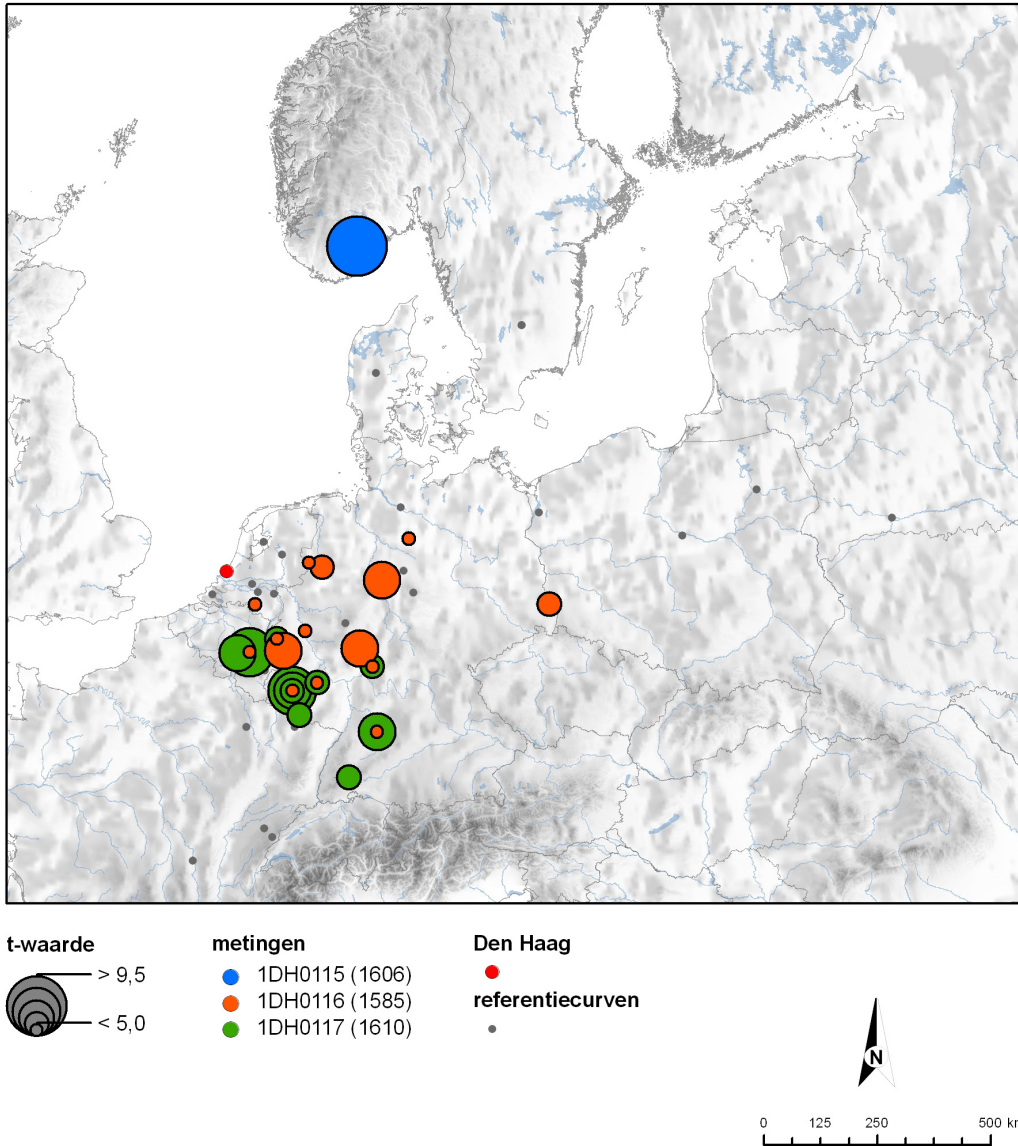 t-waarde
> 9,5
< 5,0
metingen
1DH0115 (1606)
1DH0116 (1585)
1DH0117 (1610)
Den Haag
referentiecurven
N
0 125 250 500 km